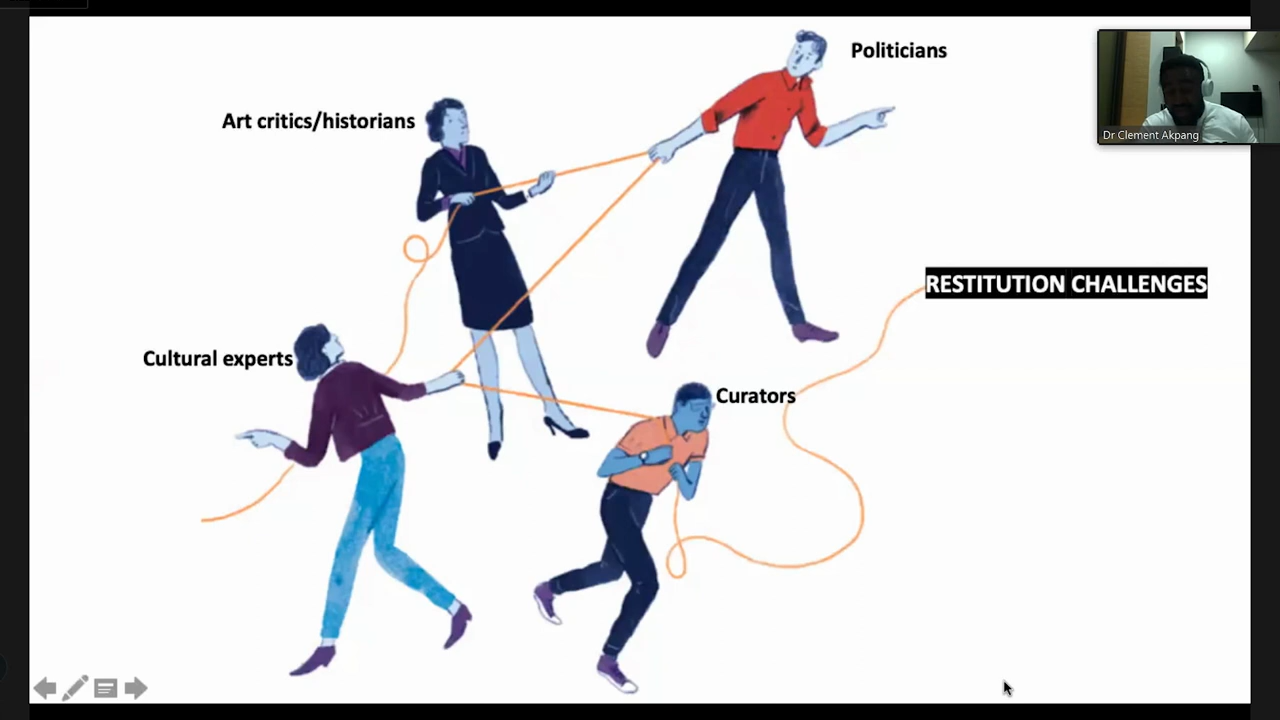 Politicians
Art critics/historians
Dr Clement Akpang
RESTITUTION CHALLENGES
Cultural experts
Curators